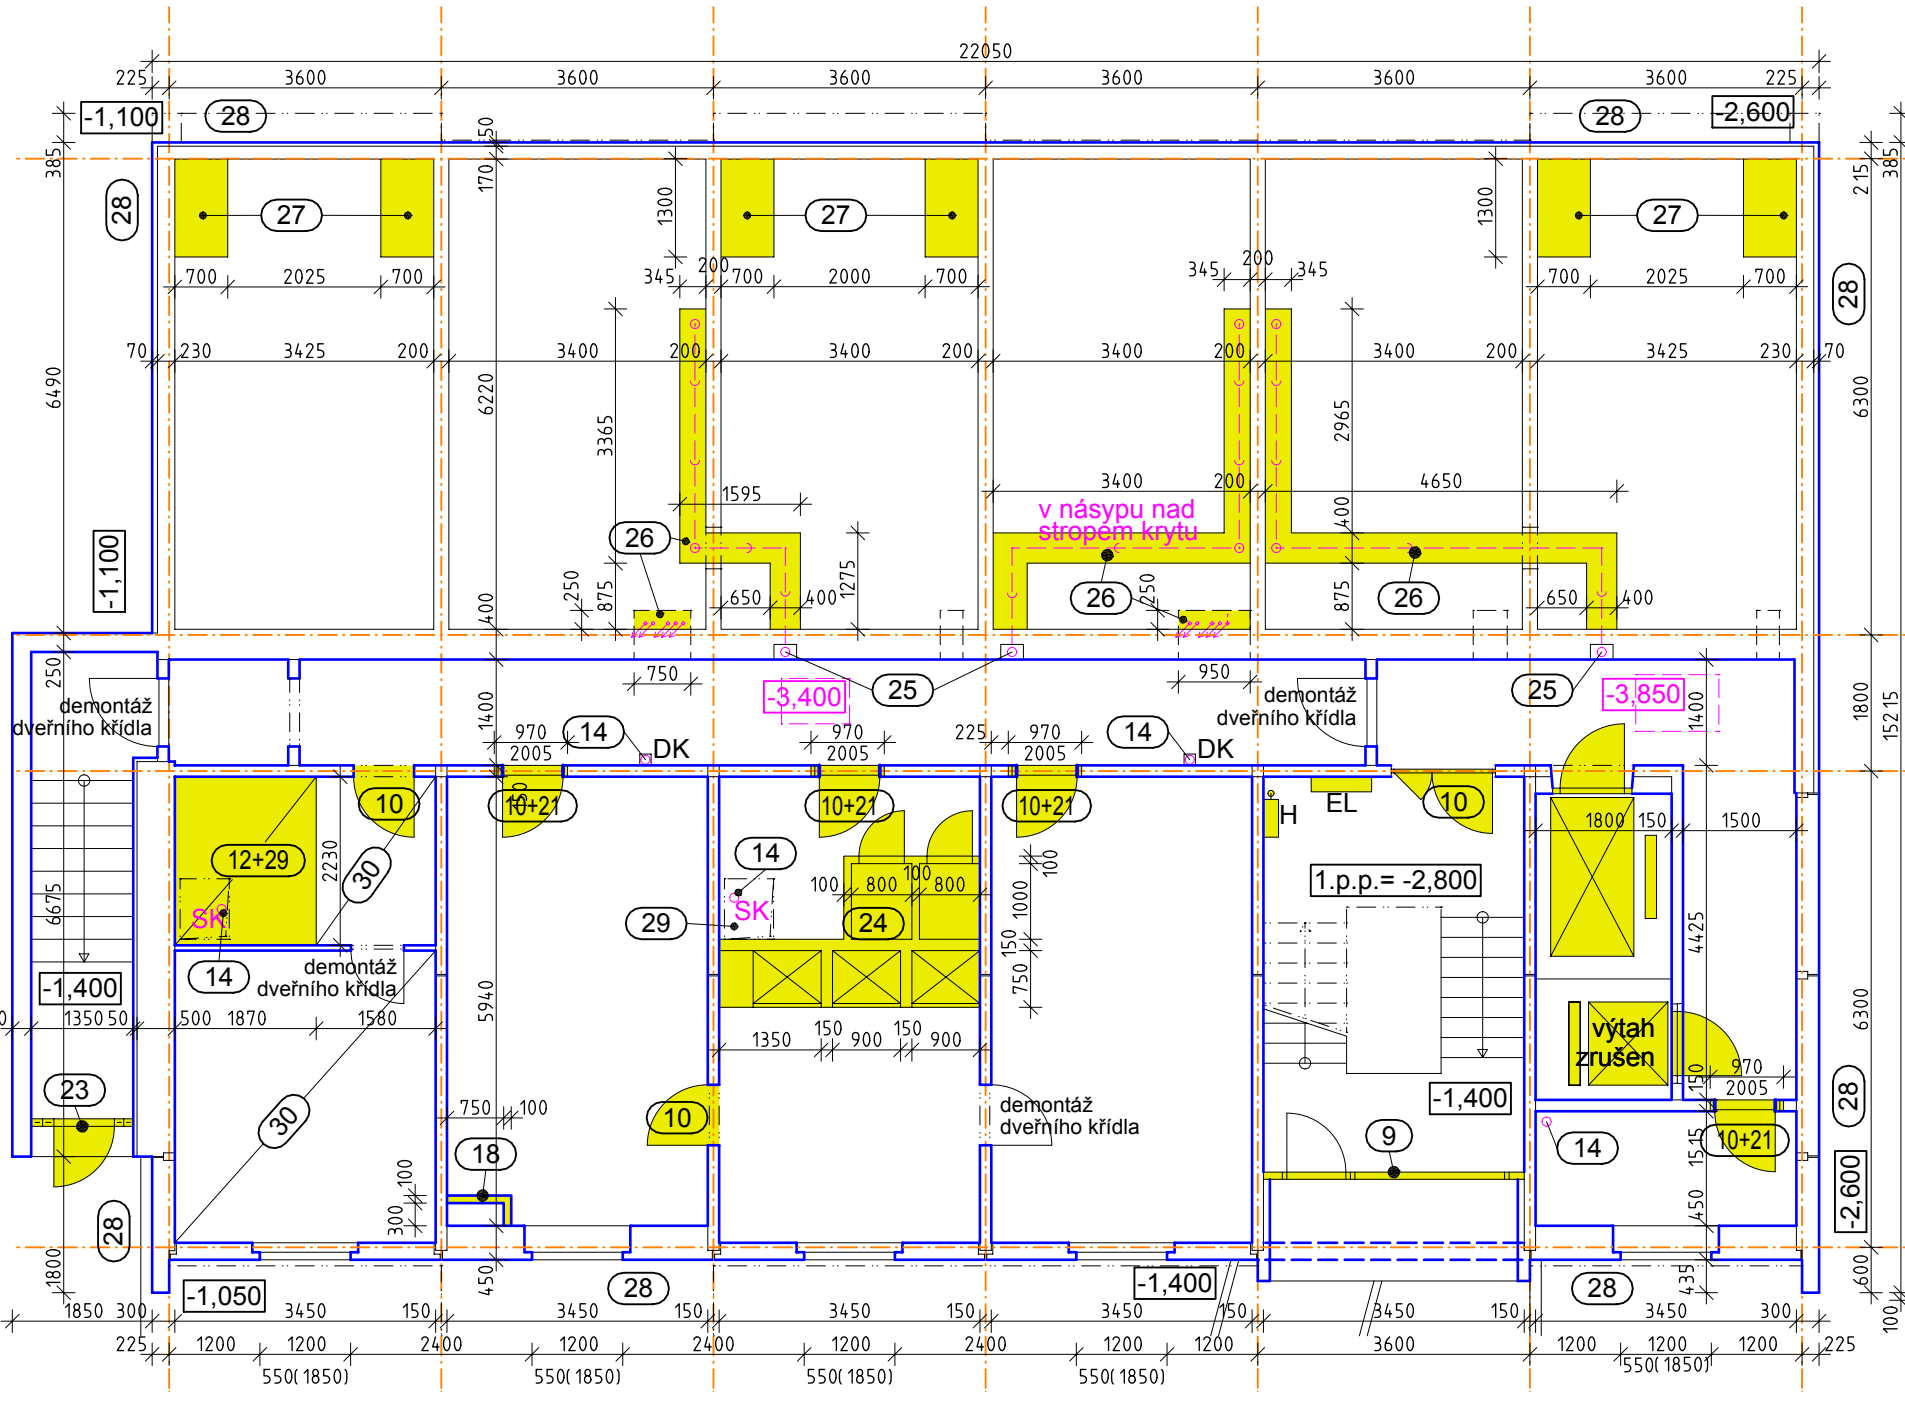 22050
225 3600 3600 3600 3600 3600 3600 225
-1,100 28 28 -2,600
385 150 170 215 385
28 27 27 27 28
1300 1300
700 2025 700 345 200 700 2000 700 345 200 345 700 2025 700
70 230 3425 200 3400 200 3400 200 3400 200 3400 200 3425 230 70
6490 6220 3365 2965 6300
1595 3400 200 4650
v násypu nad
stropem krytu
400
26 26 26
-1,100
250 875 650 400 1275 250 875 650 400
400
250 750 25 950 25
-3,400 -3,850
demontáž
dveřního křídla
demontáž
dveřního křídla
1400 1400 1800 15215
14 DK 14 DK
970 970 225 970
2005 2005 2005
10 10+21 10+21 10+21 10
150
H EL
1800 150 1500
12+29 2230 30 14 100
1.p.p.= -2,800
100 800 100 800 1000
SK SK
29 24
6675 4425
14 150 750
demontáž
dveřního křídla
-1,400
1350 50 500 1870 1580 5940 6300
1350 150 900 150 900
výtah
zrušen
970
2005
150
23 30 750 100 10
demontáž
dveřního křídla
-1,400
28
18 9 14 10+21
1515
100 300 450
28 -2,600
1800 450 435 600 100
-1,050 28 -1,400 28
1850 300 3450 150 3450 150 3450 150 3450 150 3450 150 3450 300
225 1200 1200 2400 1200 2400 1200 1200 1200 3600 1200 1200 1200 225
550(1850) 550(1850) 550(1850) 550(1850) 550(1850)